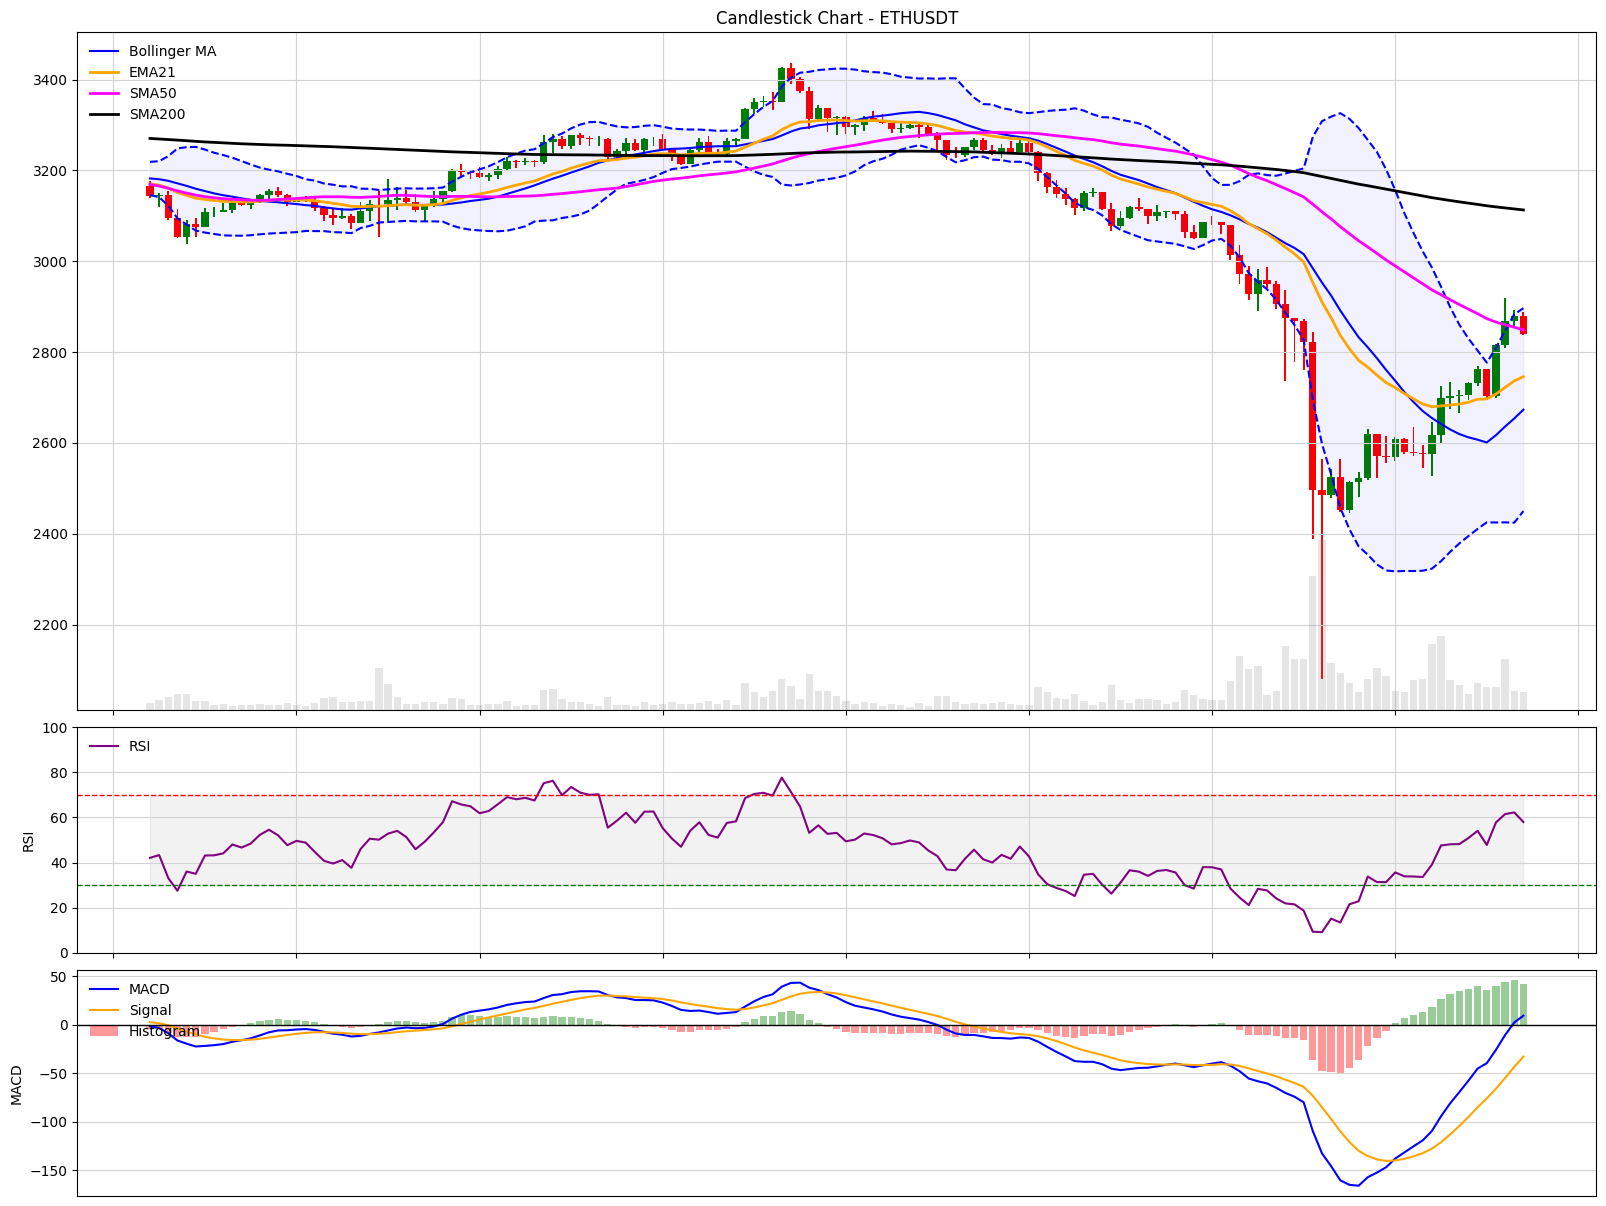 Candlestick Chart - ETHUSDT
Bollinger MA
EMA21
SMA50
SMA200
3400
3200
3000
2800
2600
2400
2200
100
80
60
40
20
0
RSI
RSI
50
0
−50
−100
−150
MACD
MACD
Signal
Histogram